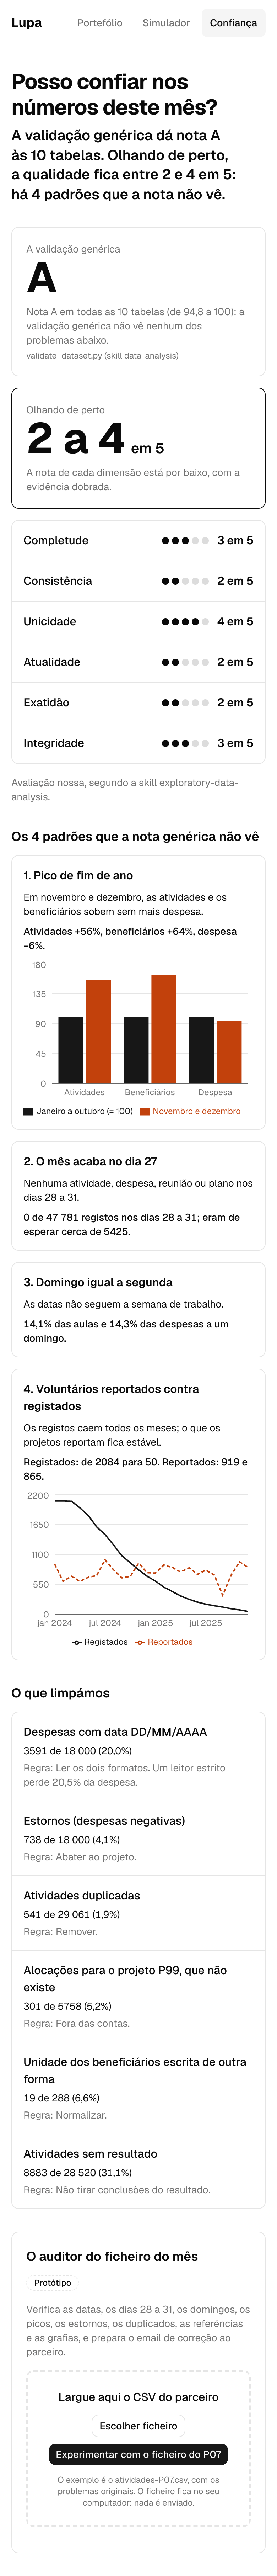 Lupa
Portefólio
Simulador
Confiança
Posso confiar nos
números deste mês?
A validação genérica dá nota A
às 10 tabelas. Olhando de perto,
a qualidade fica entre 2 e 4 em 5:
há 4 padrões que a nota não vê.
A validação genérica
A
Nota A em todas as 10 tabelas (de 94,8 a 100): a
validação genérica não vê nenhum dos
problemas abaixo.
validate_dataset.py (skill data-analysis)
Olhando de perto
2 a 4 em 5
A nota de cada dimensão está por baixo, com a
evidência dobrada.
Completude 3 em 5
Consistência 2 em 5
Unicidade 4 em 5
Atualidade 2 em 5
Exatidão 2 em 5
Integridade 3 em 5
Avaliação nossa, segundo a skill exploratory-data-
analysis.
Os 4 padrões que a nota genérica não vê
1. Pico de fim de ano
Em novembro e dezembro, as atividades e os
beneficiários sobem sem mais despesa.
Atividades +56%, beneficiários +64%, despesa
−6%.
180
135
90
45
0
Atividades Beneficiários Despesa
Janeiro a outubro (= 100) Novembro e dezembro
2. O mês acaba no dia 27
Nenhuma atividade, despesa, reunião ou plano nos
dias 28 a 31.
0 de 47 781 registos nos dias 28 a 31; eram de
esperar cerca de 5425.
3. Domingo igual a segunda
As datas não seguem a semana de trabalho.
14,1% das aulas e 14,3% das despesas a um
domingo.
4. Voluntários reportados contra
registados
Os registos caem todos os meses; o que os
projetos reportam fica estável.
Registados: de 2084 para 50. Reportados: 919 e
865.
2200
1650
1100
550
0
jan 2024 jul 2024 jan 2025 jul 2025
Registados Reportados
O que limpámos
Despesas com data DD/MM/AAAA
3591 de 18 000 (20,0%)
Regra: Ler os dois formatos. Um leitor estrito
perde 20,5% da despesa.
Estornos (despesas negativas)
738 de 18 000 (4,1%)
Regra: Abater ao projeto.
Atividades duplicadas
541 de 29 061 (1,9%)
Regra: Remover.
Alocações para o projeto P99, que não
existe
301 de 5758 (5,2%)
Regra: Fora das contas.
Unidade dos beneficiários escrita de outra
forma
19 de 288 (6,6%)
Regra: Normalizar.
Atividades sem resultado
8883 de 28 520 (31,1%)
Regra: Não tirar conclusões do resultado.
O auditor do ficheiro do mês
Protótipo
Verifica as datas, os dias 28 a 31, os domingos, os
picos, os estornos, os duplicados, as referências
e as grafias, e prepara o email de correção ao
parceiro.
Largue aqui o CSV do parceiro
Escolher ficheiro
Experimentar com o ficheiro do P07
O exemplo é o atividades-P07.csv, com os
problemas originais. O ficheiro fica no seu
computador: nada é enviado.